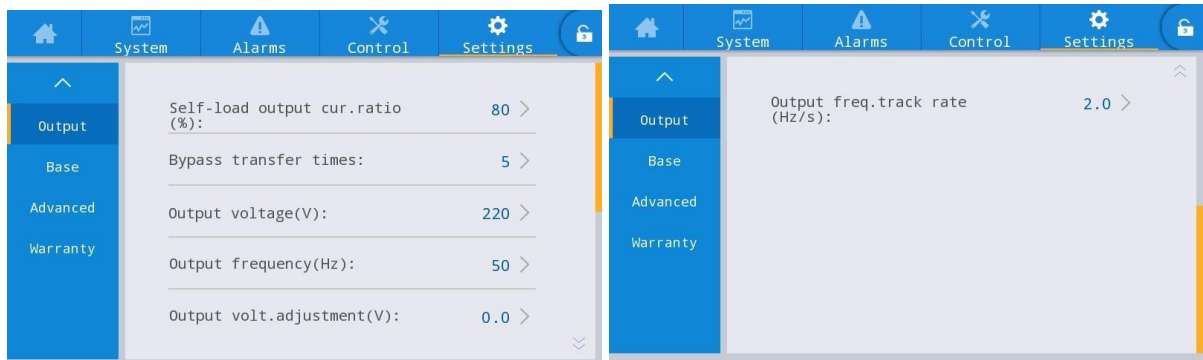 System
Alarms
Control
Settings
Output
Base
Advanced
Warranty
Self-load output cur.ratio
(%):
80
Bypass transfer times:
5
Output voltage(V):
220
Output frequency(Hz):
50
Output volt.adjustment(V):
0.0
System
Alarms
Control
Settings
Output
Base
Advanced
Warranty
Output freq.track rate
(Hz/s):
2.0